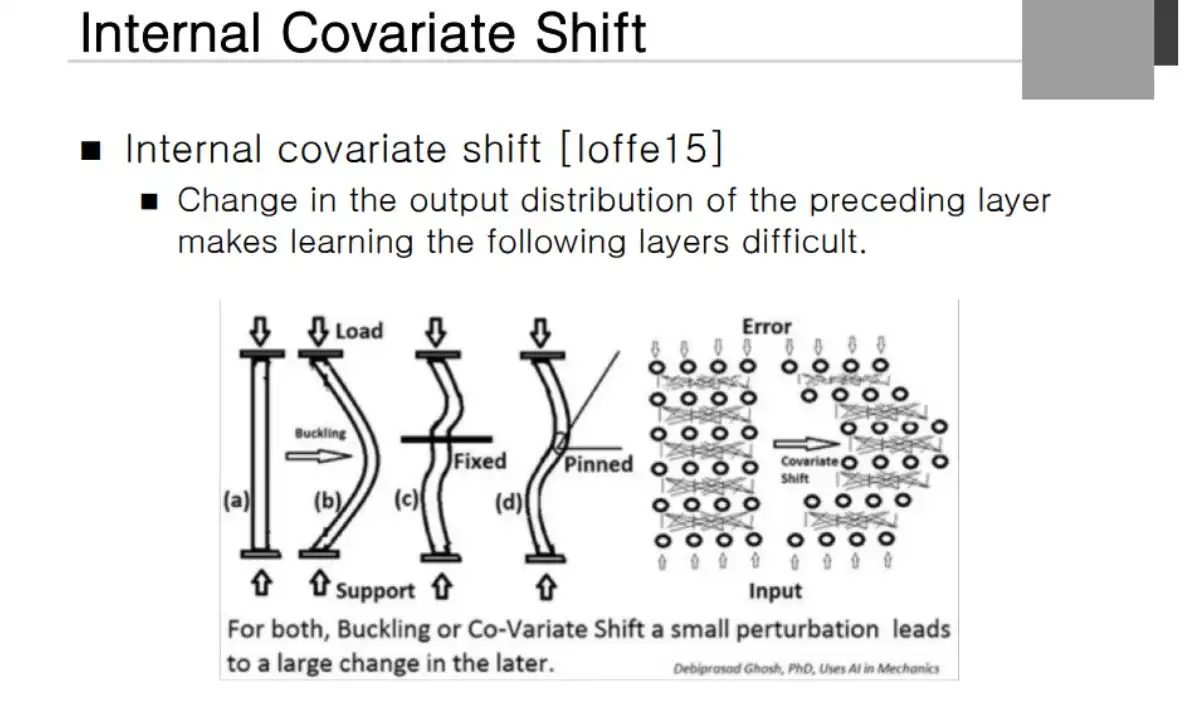 Internal Covariate Shift
■ Internal covariate shift [Ioffe15]
■ Change in the output distribution of the preceding layer
makes learning the following layers difficult.
Load
Error
Buckling
Fixed
Pinned
Covariate
Shift
(a)
(b)
(c)
(d)
Support
Input
For both, Buckling or Co-Variate Shift a small perturbation leads
to a large change in the later.
Debiprasad Ghosh, PhD, Uses AI in Mechanics